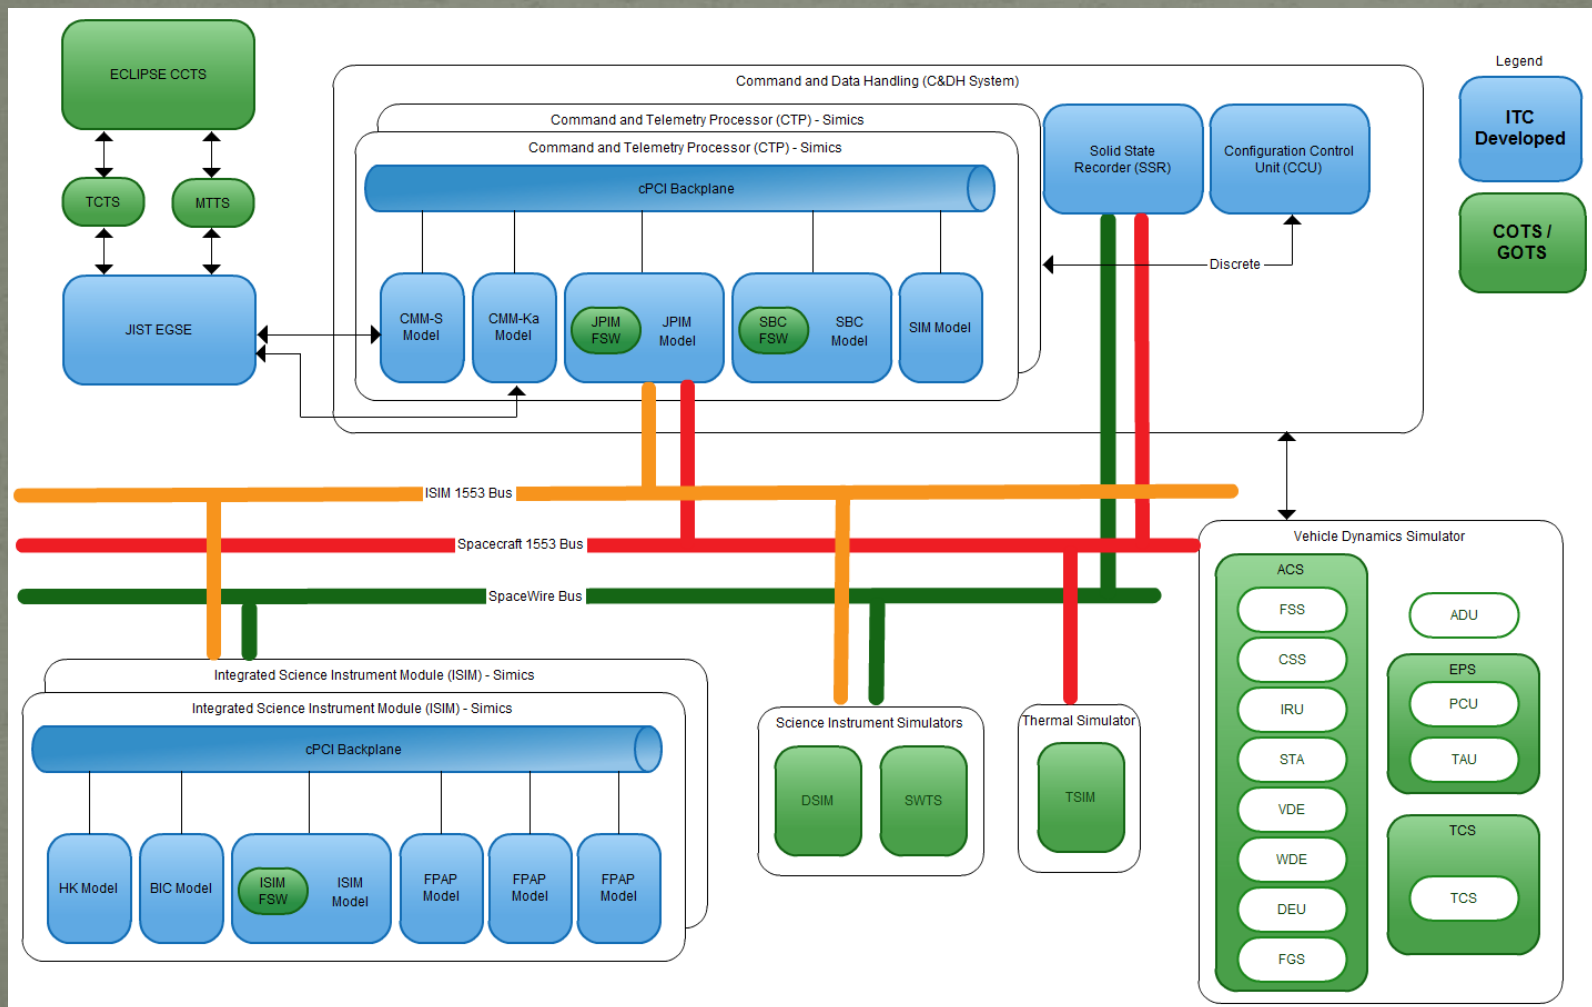 ECLIPSE CCTS
TCTS
MTTS
JIST EGSE
Command and Data Handling (C&DH System)
Command and Telemetry Processor (CTP) - Simics
Command and Telemetry Processor (CTP) - Simics
cPCI Backplane
CMM-S
Model
CMM-Ka
Model
JPIM
FSW
JPIM
Model
SBC
FSW
SBC
Model
SIM Model
Solid State
Recorder (SSR)
Configuration Control
Unit (CCU)
Discrete
Legend
ITC
Developed
COTS /
GOTS
ISIM 1553 Bus
Spacecraft 1553 Bus
SpaceWire Bus
Integrated Science Instrument Module (ISIM) - Simics
Integrated Science Instrument Module (ISIM) - Simics
cPCI Backplane
HK Model
BIC Model
ISIM
FSW
ISIM
Model
FPAP
Model
FPAP
Model
FPAP
Model
Science Instrument Simulators
DSIM
SWTS
Thermal Simulator
TSIM
Vehicle Dynamics Simulator
ACS
FSS
CSS
IRU
STA
VDE
WDE
DEU
FGS
ADU
EPS
PCU
TAU
TCS
TCS